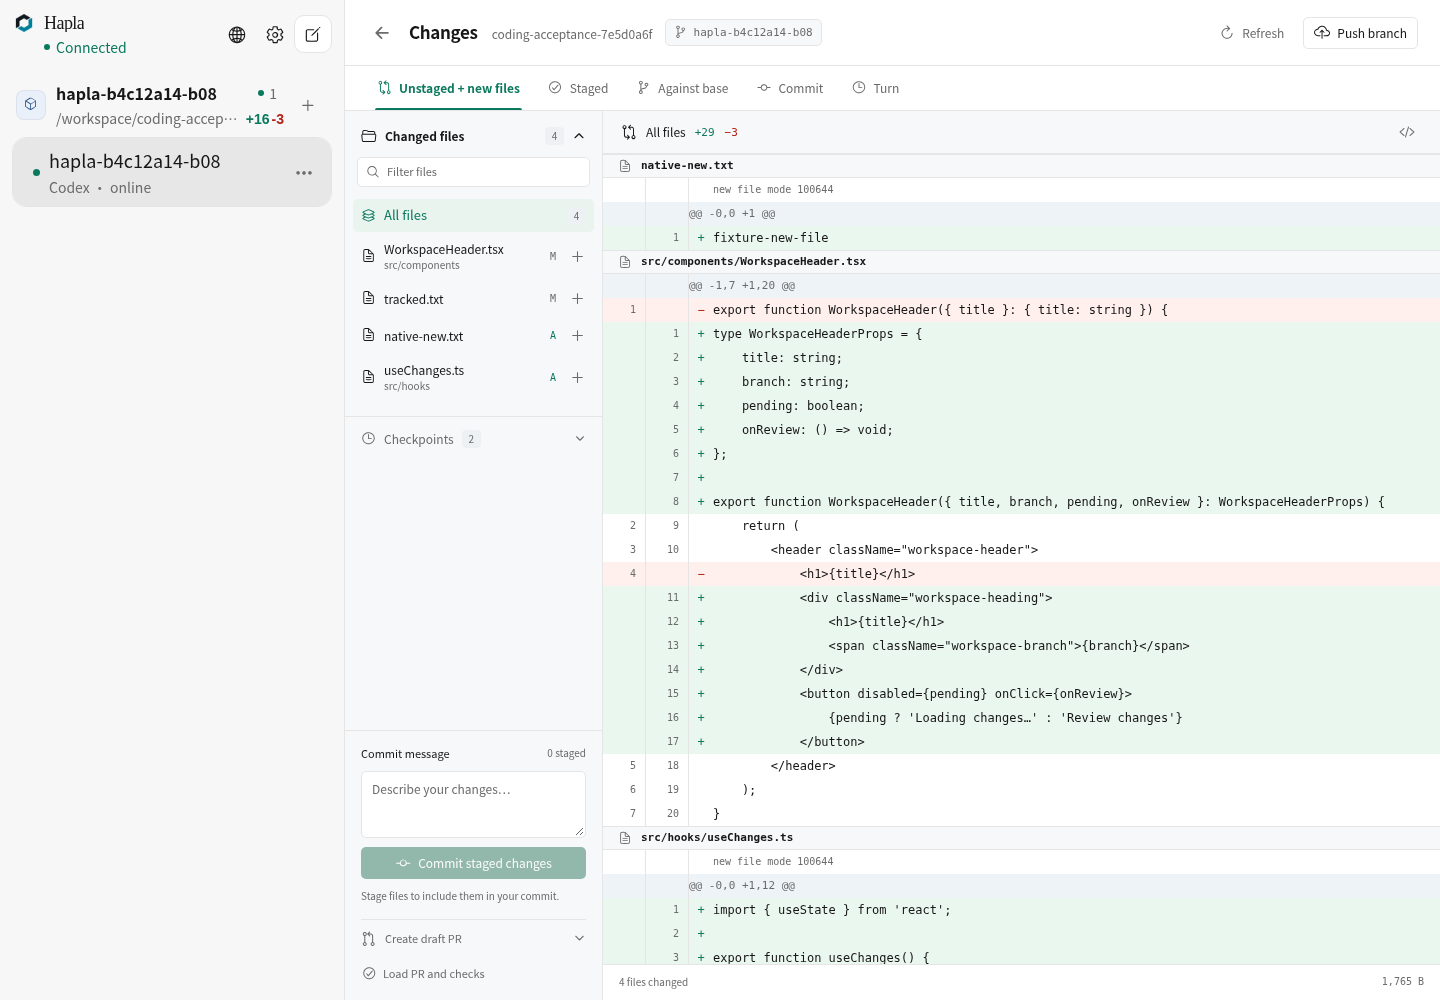 Hapla
Connected
hapla-b4c12a14-b08
1
/workspace/coding-accep…
+16 -3
hapla-b4c12a14-b08
Codex • online
Changes
coding-acceptance-7e5d0a6f
hapla-b4c12a14-b08
Refresh
Push branch
Unstaged + new files
Staged
Against base
Commit
Turn
Changed files
4
Filter files
All files
4
WorkspaceHeader.tsx
src/components
M
tracked.txt
M
native-new.txt
A
useChanges.ts
src/hooks
A
Checkpoints
2
Commit message
0 staged
Describe your changes…
Commit staged changes
Stage files to include them in your commit.
Create draft PR
Load PR and checks
All files +29 −3
</>
native-new.txt
new file mode 100644
@@ -0,0 +1 @@
1 + fixture-new-file
src/components/WorkspaceHeader.tsx
@@ -1,7 +1,20 @@
1 − export function WorkspaceHeader({ title }: { title: string }) {
1 + type WorkspaceHeaderProps = {
2 + title: string;
3 + branch: string;
4 + pending: boolean;
5 + onReview: () => void;
6 + };
7 +
8 + export function WorkspaceHeader({ title, branch, pending, onReview }: WorkspaceHeaderProps) {
2 9 return (
3 10 <header className="workspace-header">
4 − <h1>{title}</h1>
11 + <div className="workspace-heading">
12 + <h1>{title}</h1>
13 + <span className="workspace-branch">{branch}</span>
14 + </div>
15 + <button disabled={pending} onClick={onReview}>
16 + {pending ? 'Loading changes…' : 'Review changes'}
17 + </button>
5 18 </header>
6 19 );
7 20 }
src/hooks/useChanges.ts
new file mode 100644
@@ -0,0 +1,12 @@
1 + import { useState } from 'react';
2 +
3 + export function useChanges() {
4 files changed
1,765 B